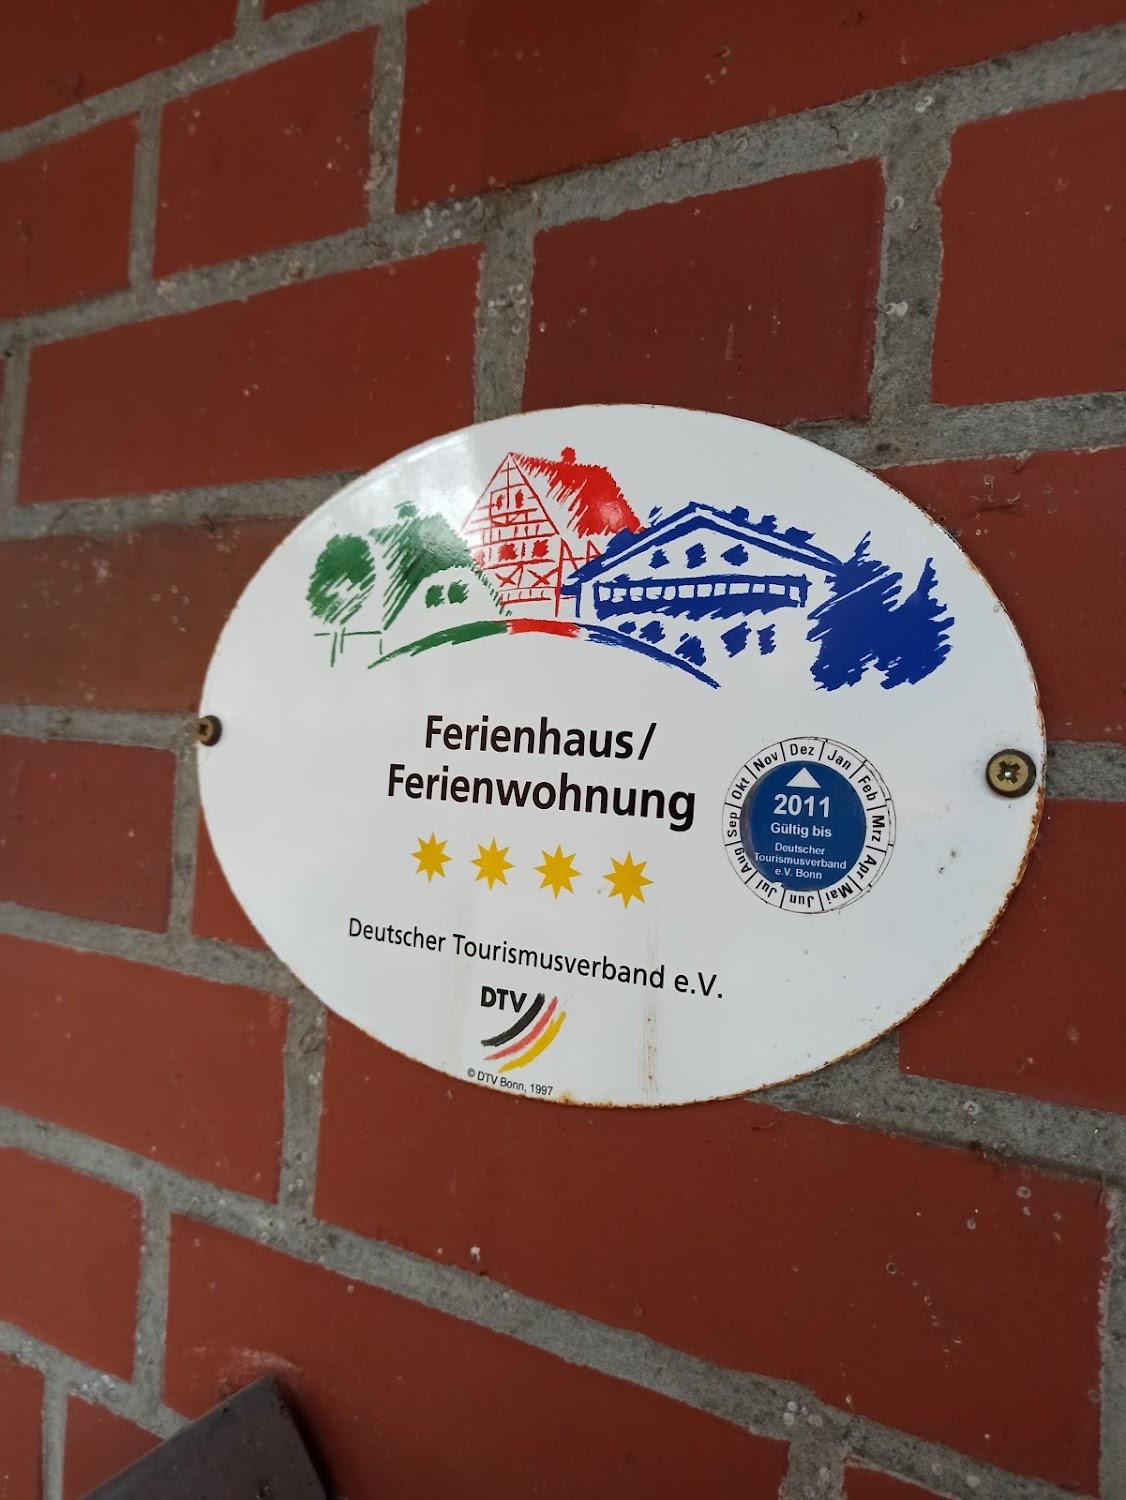 Ferienhaus/
Ferienwohnung
Dez
Jan
Feb
Mrz
Apr
Mai
Jun
Jul
Aug
Sep
Okt
Nov
2011
Gültig bis
Deutscher
Tourismusverband
e.V. Bonn
Deutscher Tourismusverband e.V.
DTV
© DTV Bonn, 1997